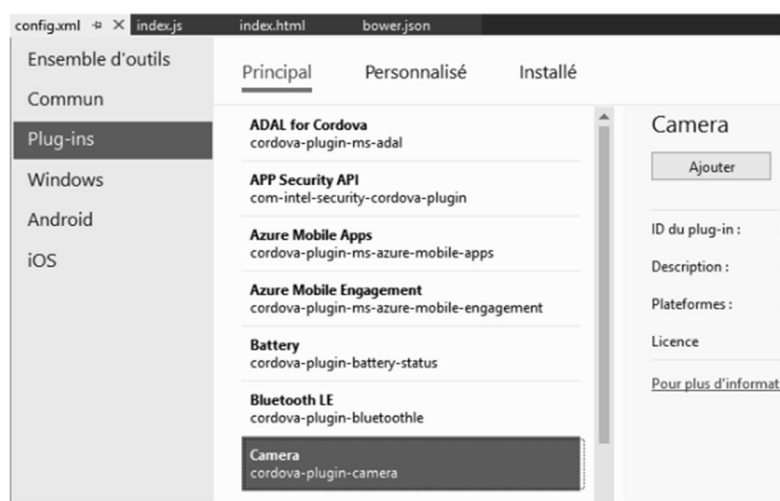 config.xml
index.js
index.html
bower.json
Ensemble d'outils
Commun
Plug-ins
Windows
Android
iOS
Principal
Personnalisé
Installé
ADAL for Cordova
cordova-plugin-ms-adal
APP Security API
com-intel-security-cordova-plugin
Azure Mobile Apps
cordova-plugin-ms-azure-mobile-apps
Azure Mobile Engagement
cordova-plugin-ms-azure-mobile-engagement
Battery
cordova-plugin-battery-status
Bluetooth LE
cordova-plugin-bluetoothle
Camera
cordova-plugin-camera
Camera
Ajouter
ID du plug-in :
Description :
Plateformes :
Licence
Pour plus d'informat